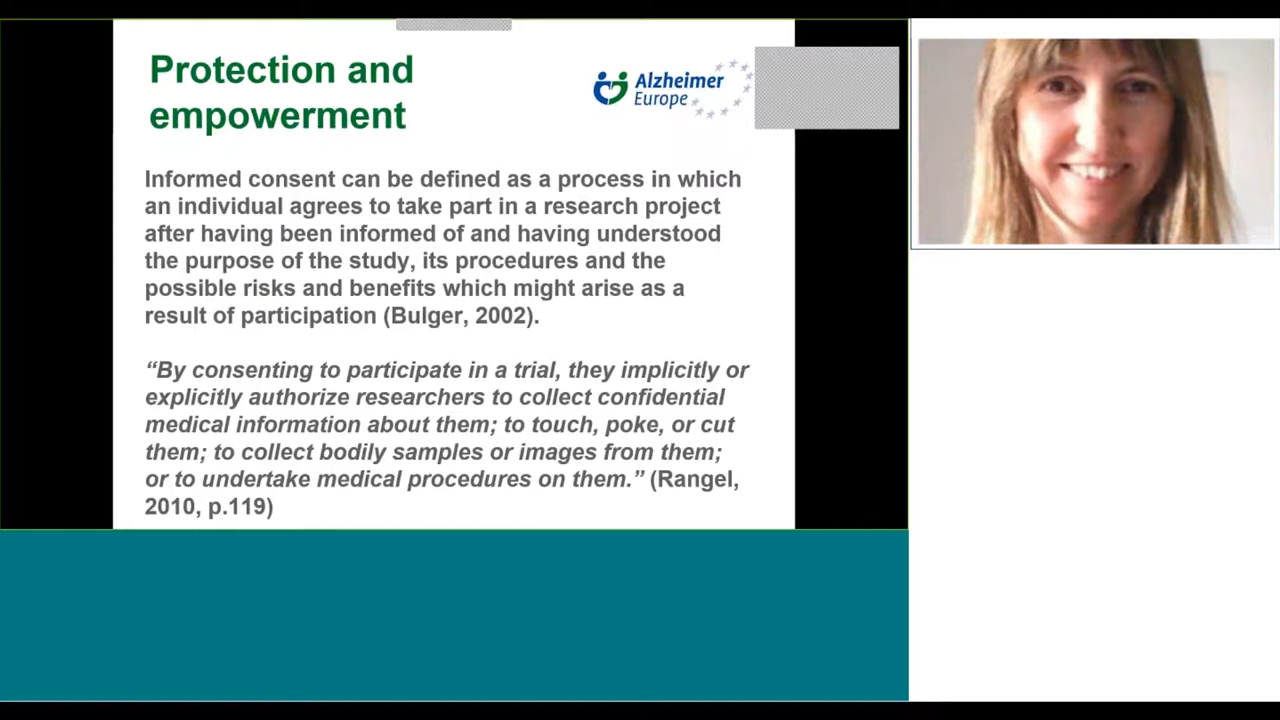 Protection and
empowerment
Alzheimer
Europe
Informed consent can be defined as a process in which
an individual agrees to take part in a research project
after having been informed of and having understood
the purpose of the study, its procedures and the
possible risks and benefits which might arise as a
result of participation (Bulger, 2002).
“By consenting to participate in a trial, they implicitly or
explicitly authorize researchers to collect confidential
medical information about them; to touch, poke, or cut
them; to collect bodily samples or images from them;
or to undertake medical procedures on them.” (Rangel,
2010, p.119)